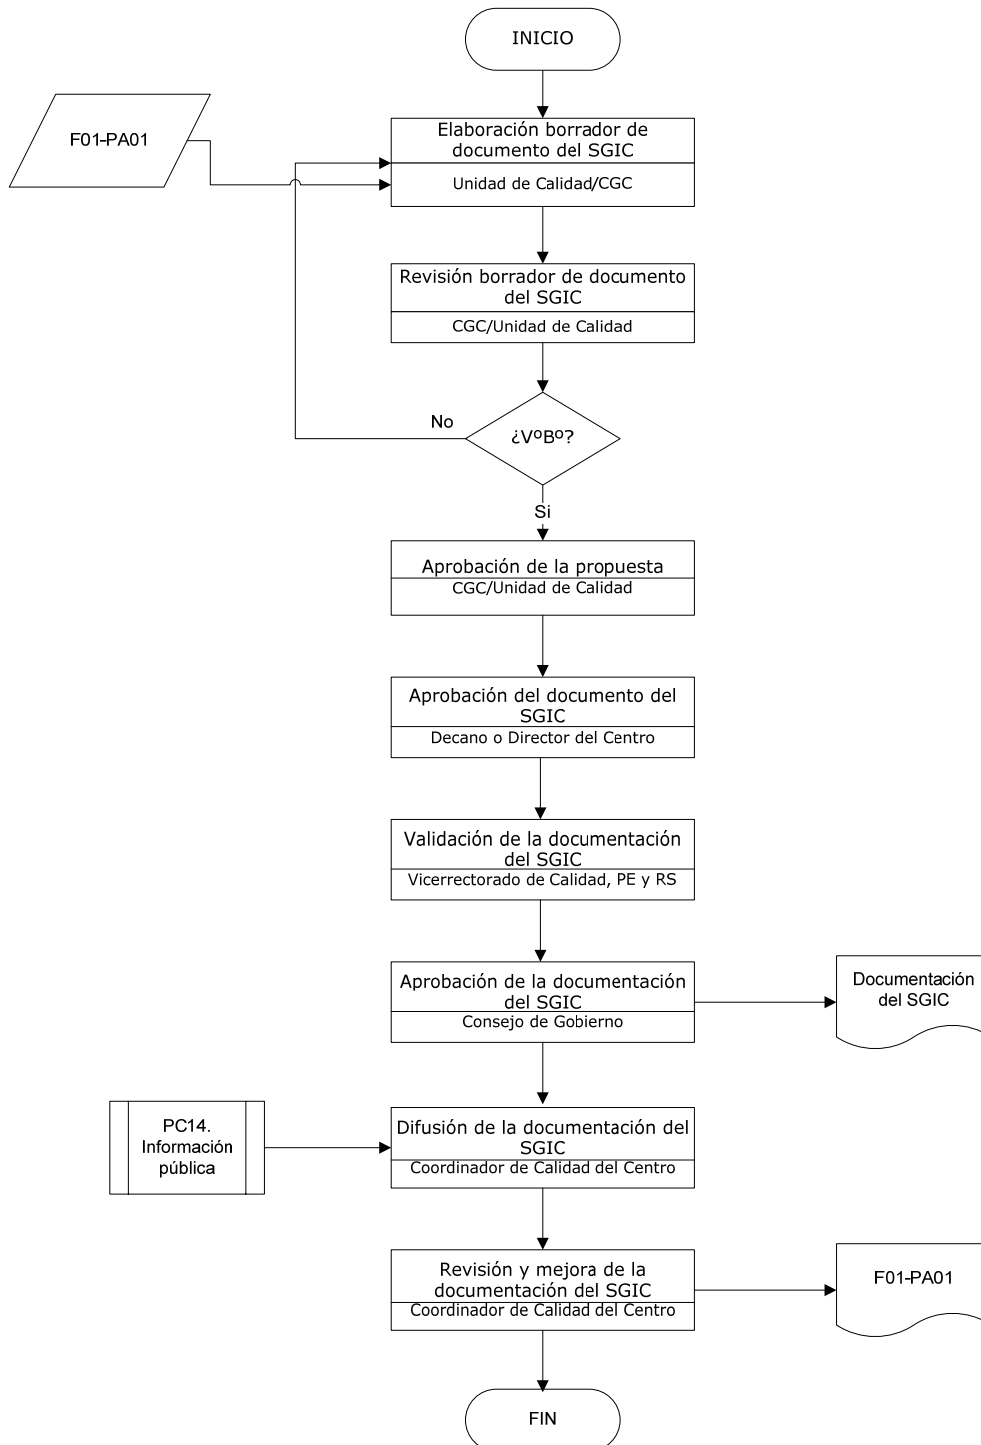 INICIO
F01-PA01
Elaboración borrador de
documento del SGIC
Unidad de Calidad/CGC
Revisión borrador de documento
del SGIC
CGC/Unidad de Calidad
No
¿VºBº?
Si
Aprobación de la propuesta
CGC/Unidad de Calidad
Aprobación del documento del
SGIC
Decano o Director del Centro
Validación de la documentación
del SGIC
Vicerrectorado de Calidad, PE y RS
Aprobación de la documentación
del SGIC
Consejo de Gobierno
Documentación
del SGIC
PC14.
Información
pública
Difusión de la documentación del
SGIC
Coordinador de Calidad del Centro
Revisión y mejora de la
documentación del SGIC
Coordinador de Calidad del Centro
F01-PA01
FIN